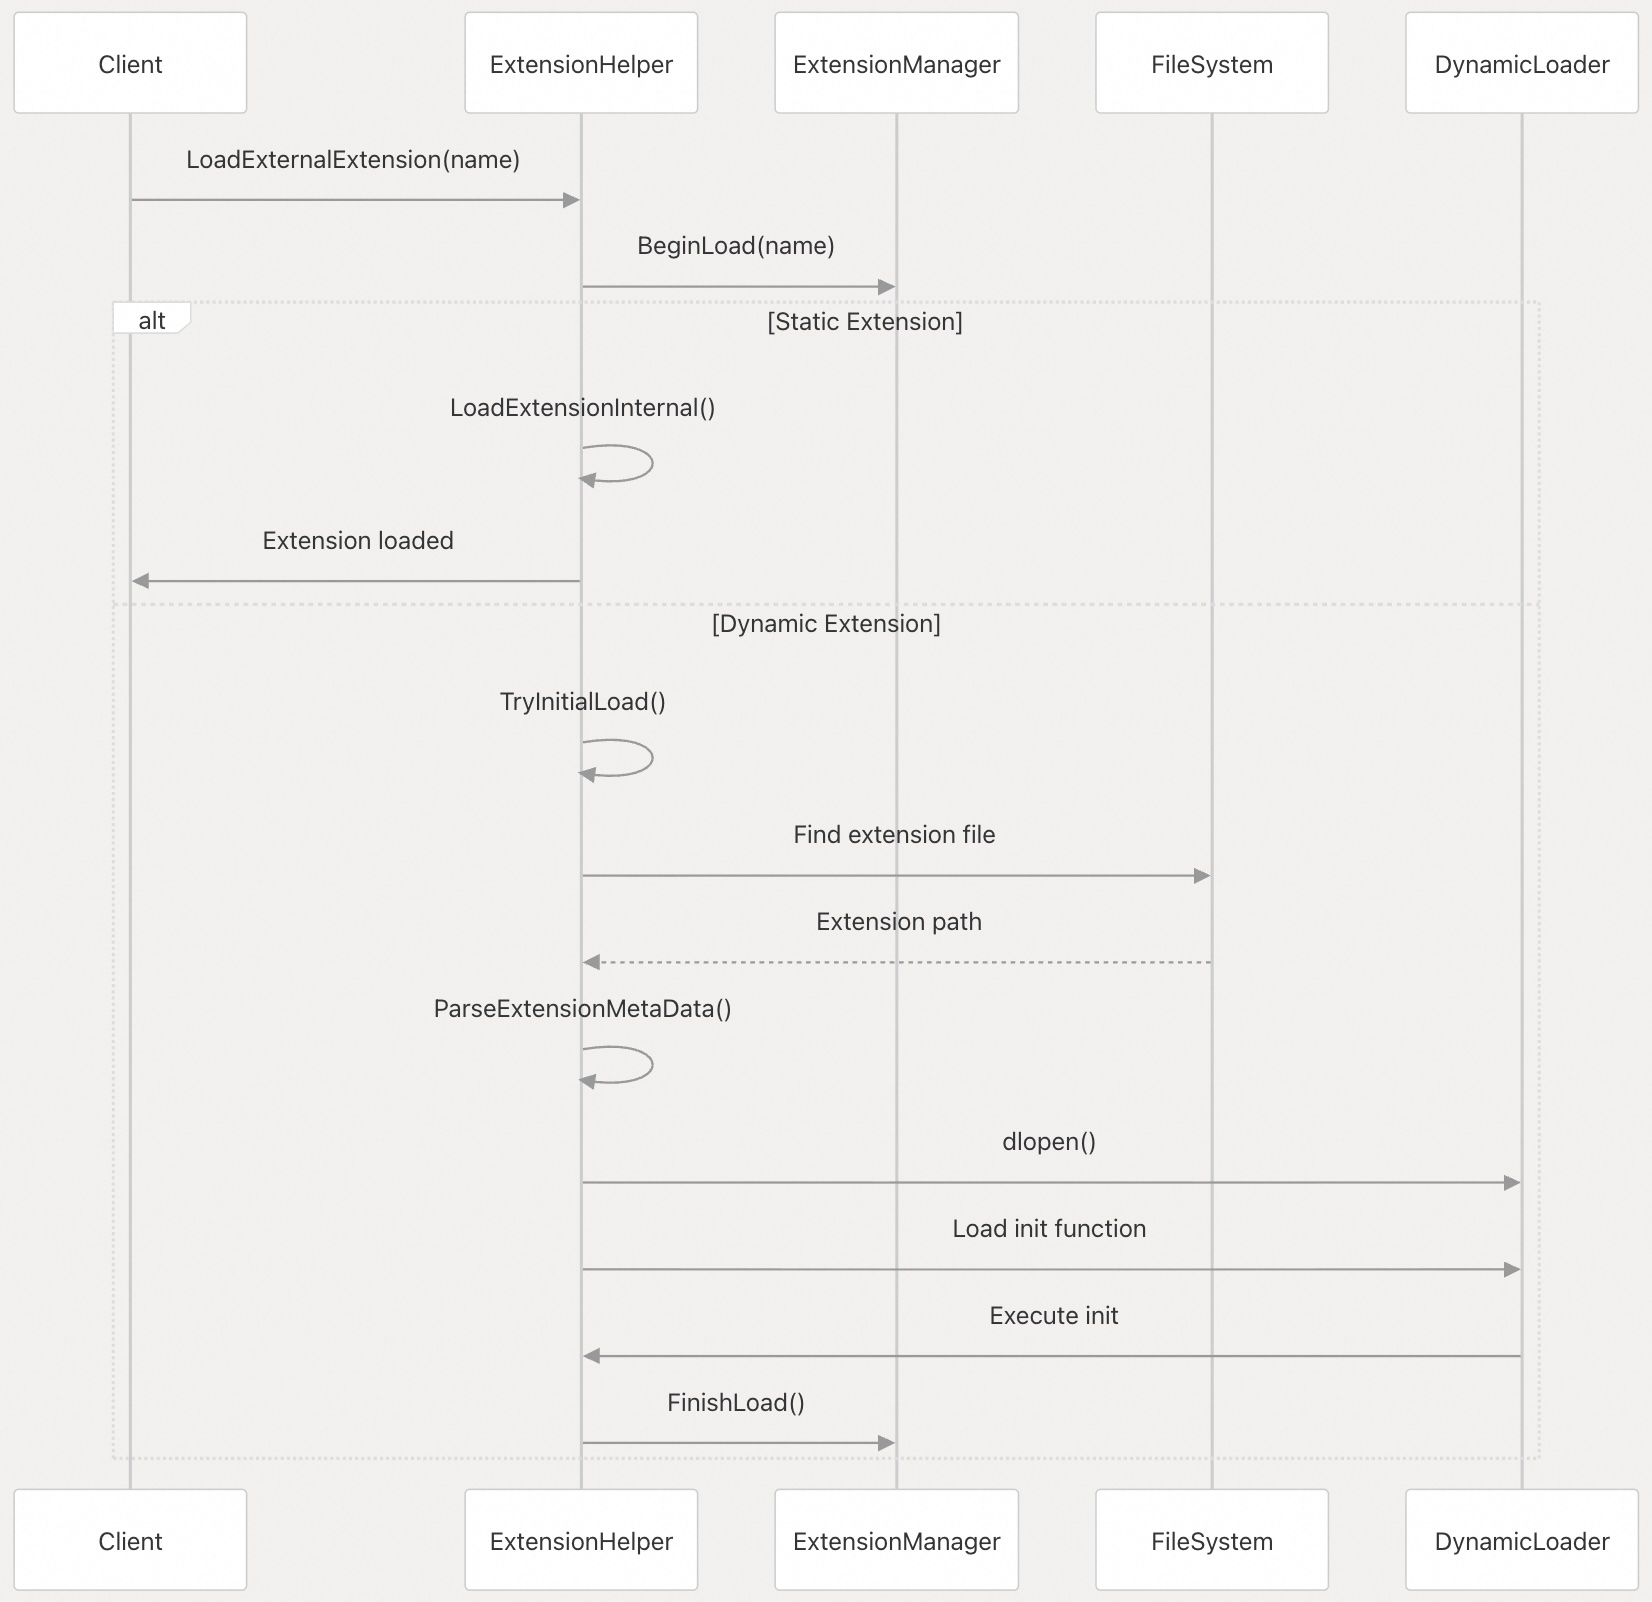 Client
ExtensionHelper
ExtensionManager
FileSystem
DynamicLoader
LoadExternalExtension(name)
BeginLoad(name)
alt
[Static Extension]
LoadExtensionInternal()
Extension loaded
[Dynamic Extension]
TryInitialLoad()
Find extension file
Extension path
ParseExtensionMetaData()
dlopen()
Load init function
Execute init
FinishLoad()
Client
ExtensionHelper
ExtensionManager
FileSystem
DynamicLoader